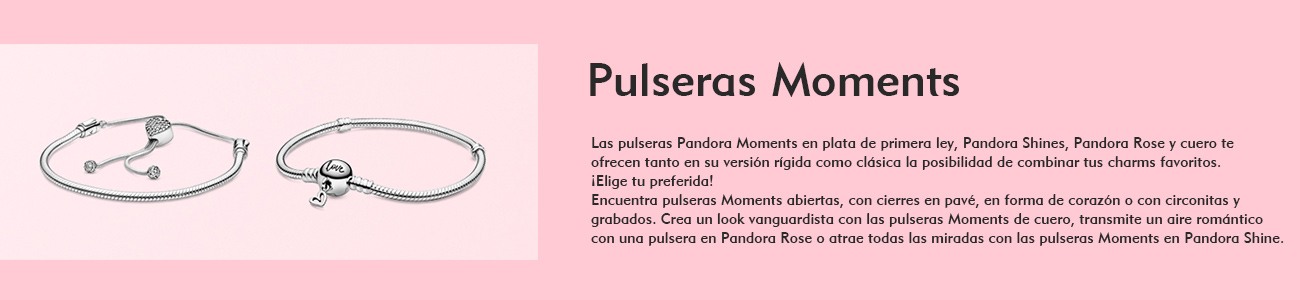 Pulseras Moments
Las pulseras Pandora Moments en plata de primera ley, Pandora Shines, Pandora Rose y cuero te
ofrecen tanto en su versión rígida como clásica la posibilidad de combinar tus charms favoritos.
¡Elige tu preferida!
Encuentra pulseras Moments abiertas, con cierres en pavé, en forma de corazón o con circonitas y
grabados. Crea un look vanguardista con las pulseras Moments de cuero, transmite un aire romántico
con una pulsera en Pandora Rose o atrae todas las miradas con las pulseras Moments en Pandora Shine.